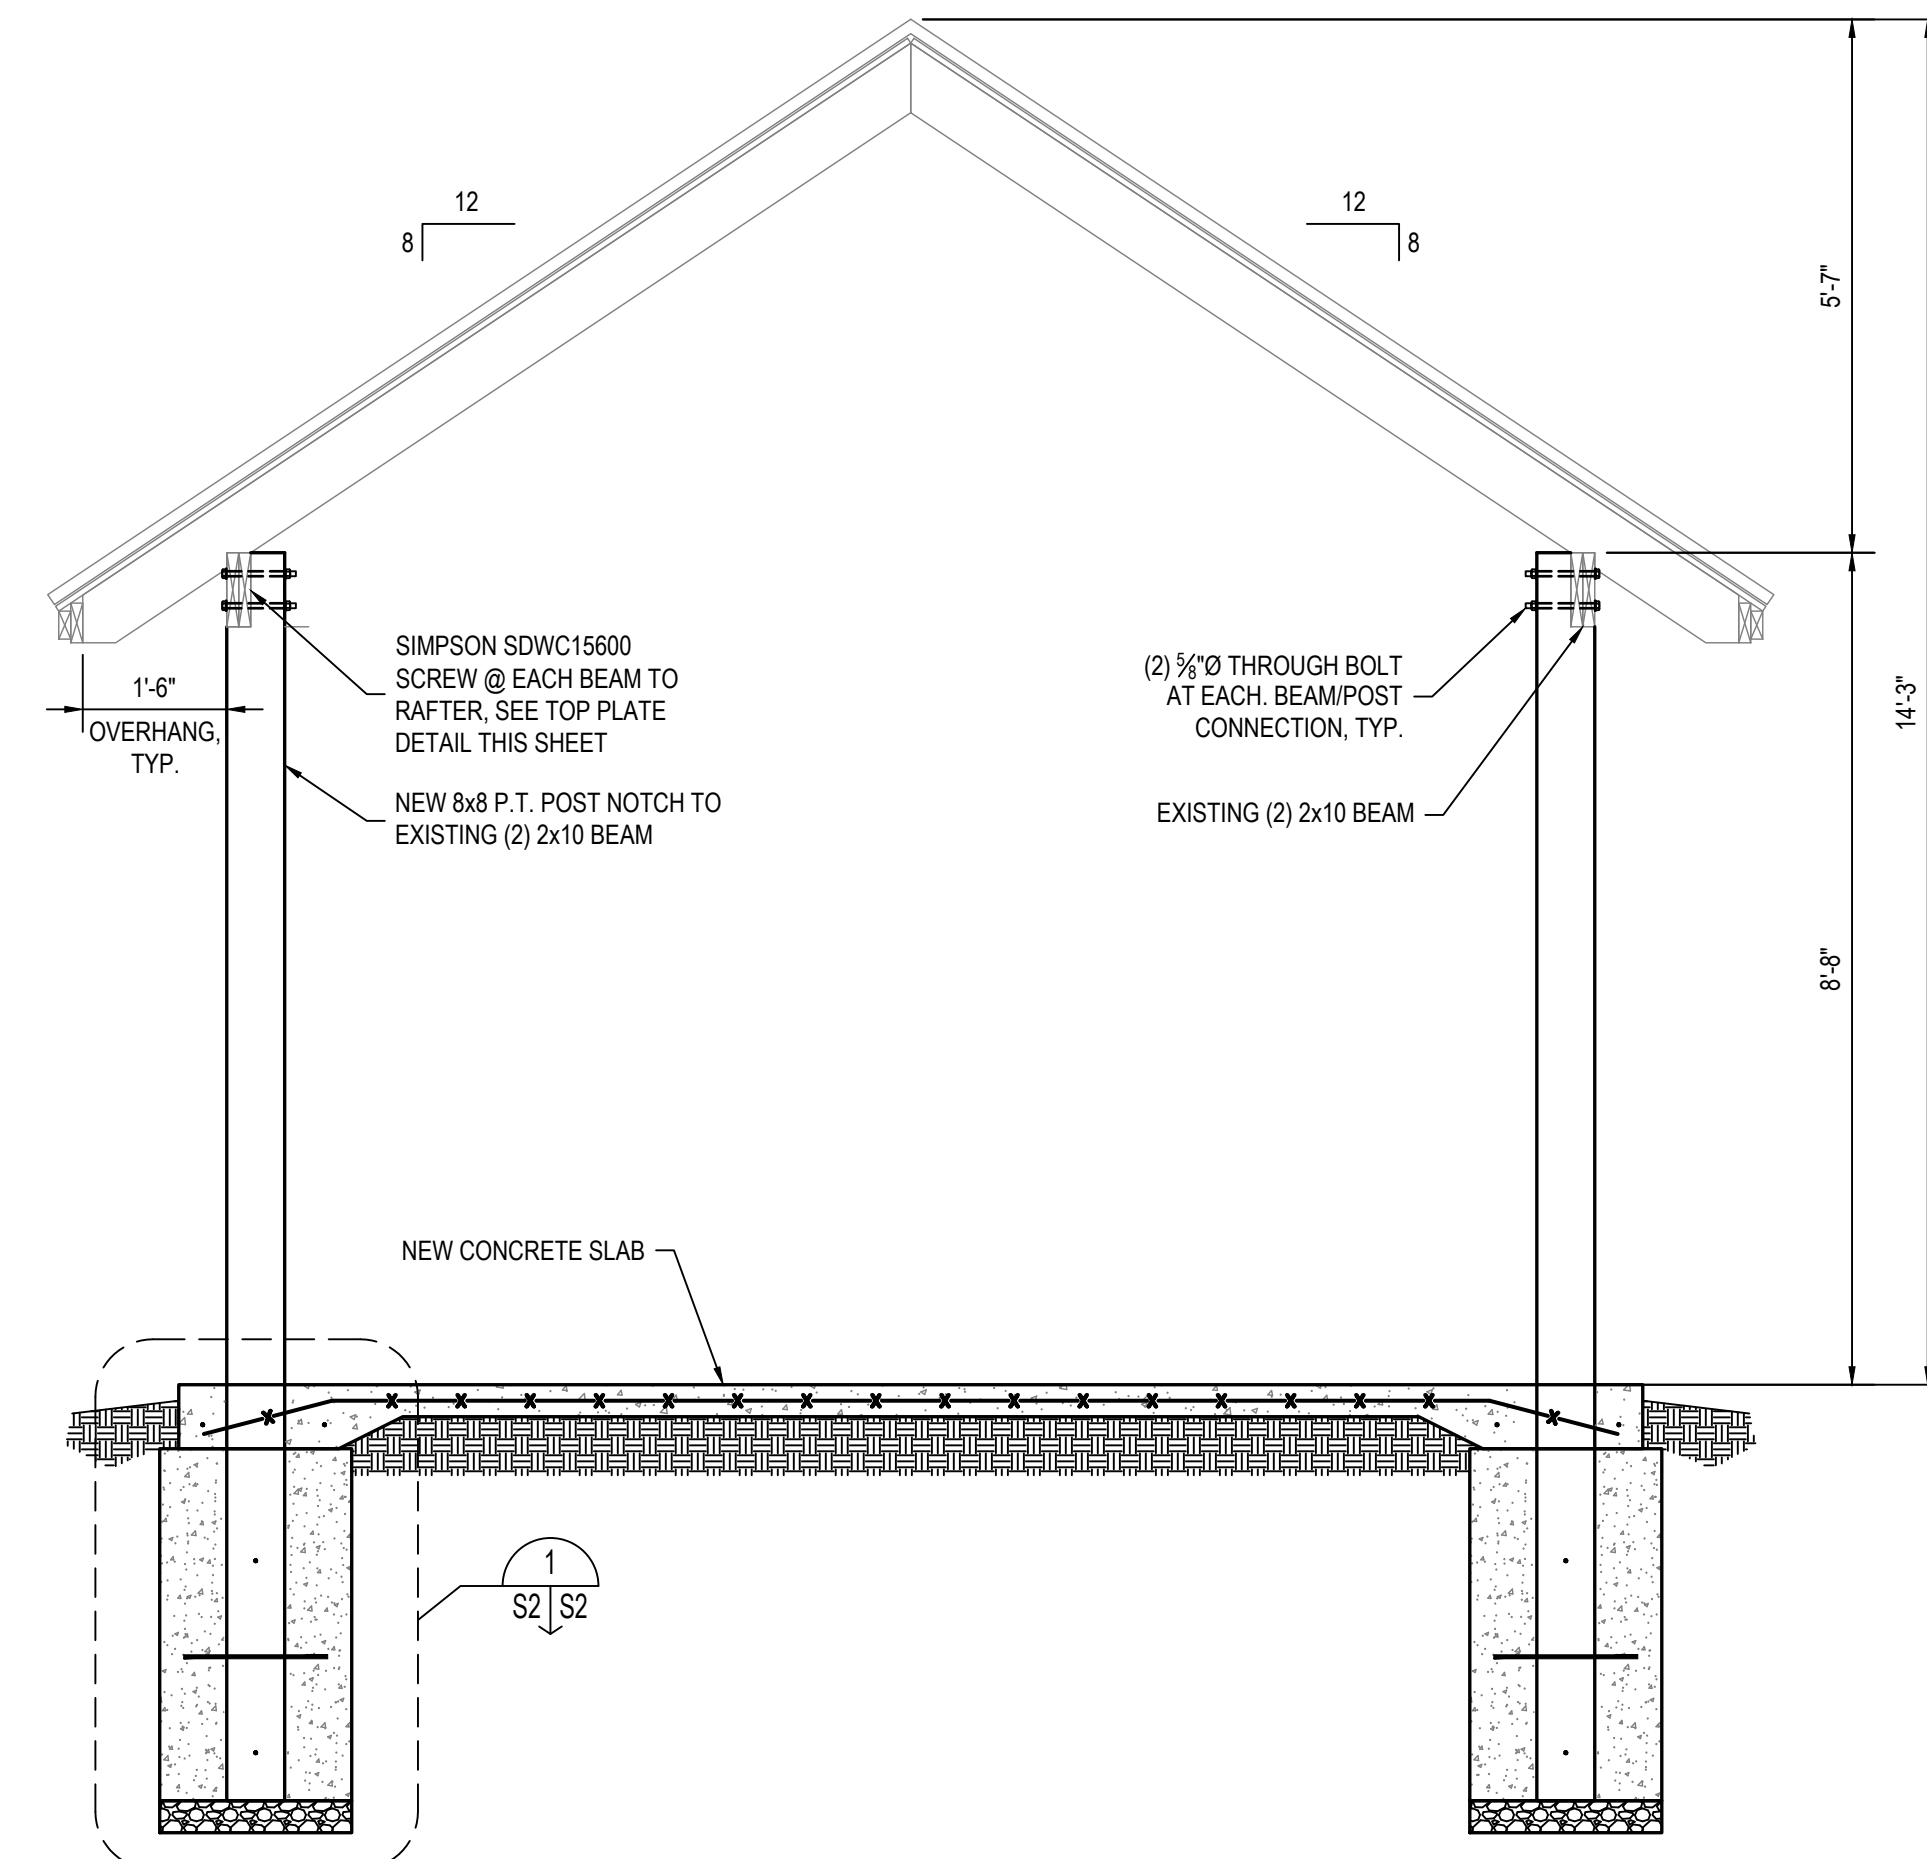 12
8
12
8
5'-7"
14'-3"
SIMPSON SDWC15600
SCREW @ EACH BEAM TO
RAFTER, SEE TOP PLATE
DETAIL THIS SHEET
(2) ⅝"Ø THROUGH BOLT
AT EACH. BEAM/POST
CONNECTION, TYP.
1'-6"
OVERHANG,
TYP.
NEW 8x8 P.T. POST NOTCH TO
EXISTING (2) 2x10 BEAM
EXISTING (2) 2x10 BEAM
8'-8"
NEW CONCRETE SLAB
1
S2 S2